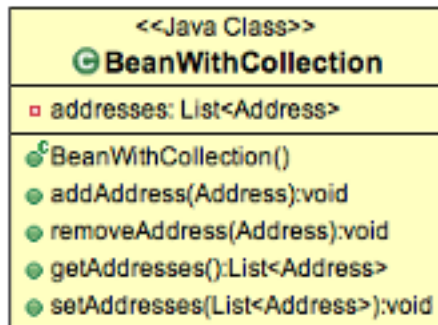 <<Java Class>>
G BeanWithCollection
addresses: List<Address>
c BeanWithCollection()
addAddress(Address):void
removeAddress(Address):void
getAddresses():List<Address>
setAddresses(List<Address>):void